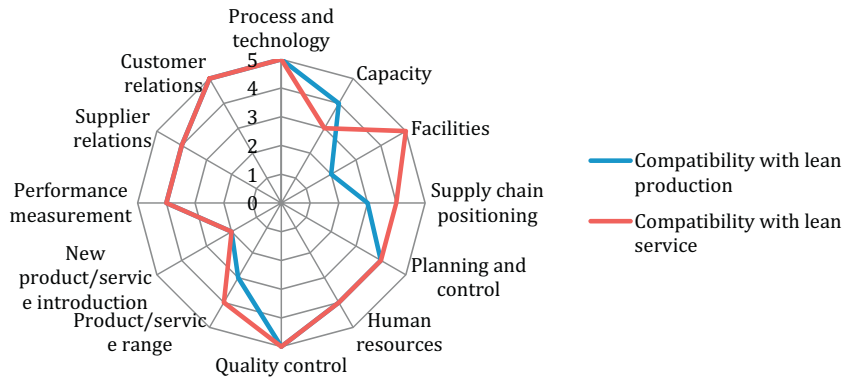 Process and
technology
Capacity
Facilities
Supply chain
positioning
Planning and
control
Human
resources
Quality control
Product/servic
e range
New
product/servic
e introduction
Performance
measurement
Supplier
relations
Customer
relations
5
4
3
2
1
0
Compatibility with lean
production
Compatibility with lean
service